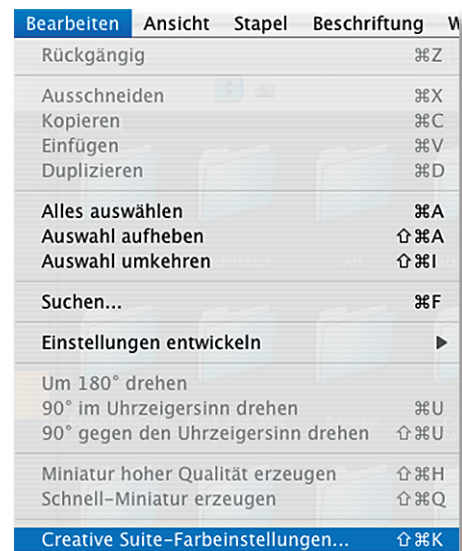 Bearbeiten Ansicht Stapel Beschriftung
Rückgängig ⌘Z
Ausschneiden ⌘X
Kopieren ⌘C
Einfügen ⌘V
Duplizieren ⌘D
Alles auswählen ⌘A
Auswahl aufheben ⇧⌘A
Auswahl umkehren ⇧⌘I
Suchen... ⌘F
Einstellungen entwickeln
Um 180° drehen
90° im Uhrzeigersinn drehen ⌘U
90° gegen den Uhrzeigersinn drehen ⇧⌘U
Miniatur hoher Qualität erzeugen ⇧⌘H
Schnell-Miniatur erzeugen ⇧⌘Q
Creative Suite-Farbeinstellungen... ⇧⌘K